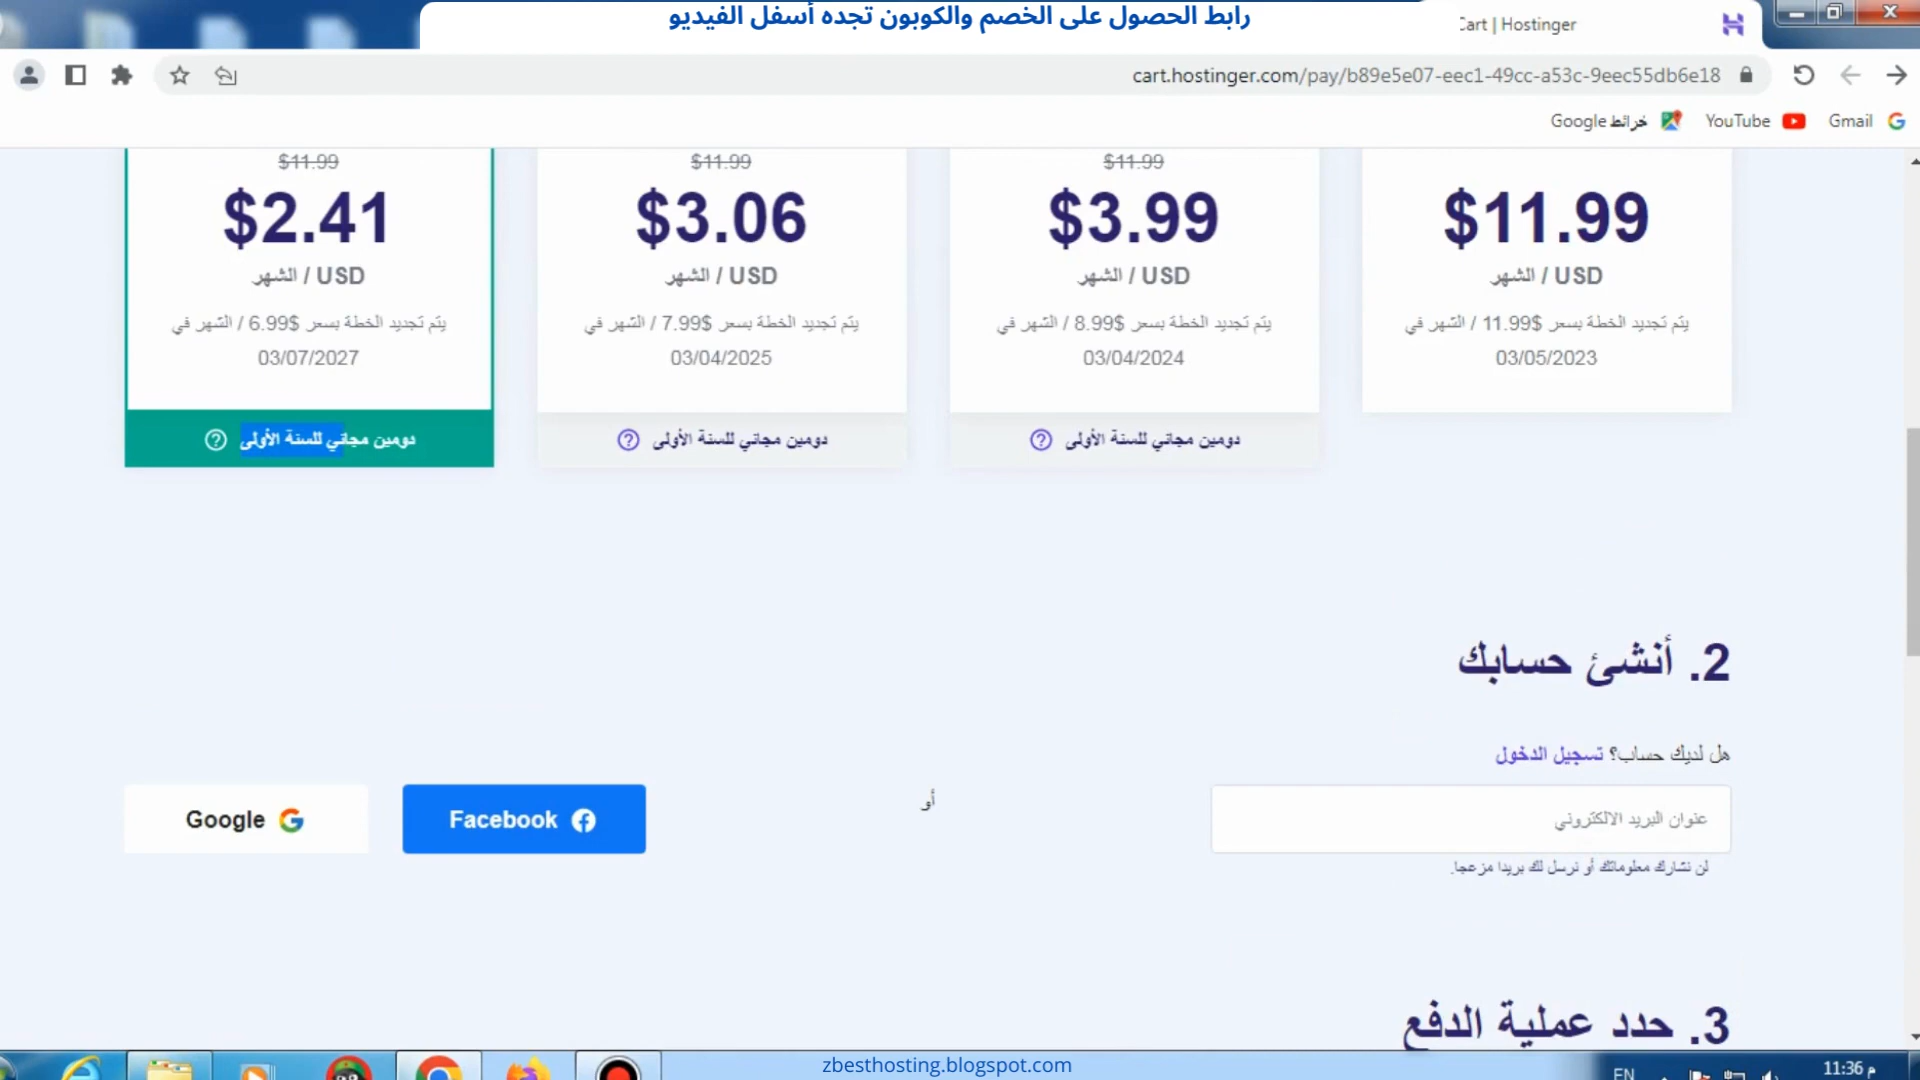 رابط الحصول على الخصم والكوبون تجده أسفل الفيديو
Cart | Hostinger
cart.hostinger.com/pay/b89e5e07-eec1-49cc-a53c-9eec55db6e18
Gmail
YouTube
خرائط Google
$11.99
$3.99
USD / الشهر
يتم تجديد الخطة بسعر $11.99 / الشهر في
03/05/2023
$11.99
$3.99
USD / الشهر
يتم تجديد الخطة بسعر $8.99 / الشهر في
03/04/2024
دومين مجاني للسنة الأولى
$11.99
$3.06
USD / الشهر
يتم تجديد الخطة بسعر $7.99 / الشهر في
03/04/2025
دومين مجاني للسنة الأولى
$11.99
$2.41
USD / الشهر
يتم تجديد الخطة بسعر $6.99 / الشهر في
03/07/2027
دومين مجاني للسنة الأولى
2. أنشئ حسابك
هل لديك حساب؟ تسجيل الدخول
عنوان البريد الالكتروني
لن نشارك معلوماتك أو نرسل لك بريدا مزعجا.
أو
Facebook
Google
3. حدد عملية الدفع
zbesthosting.blogspot.com
EN
11:36 م